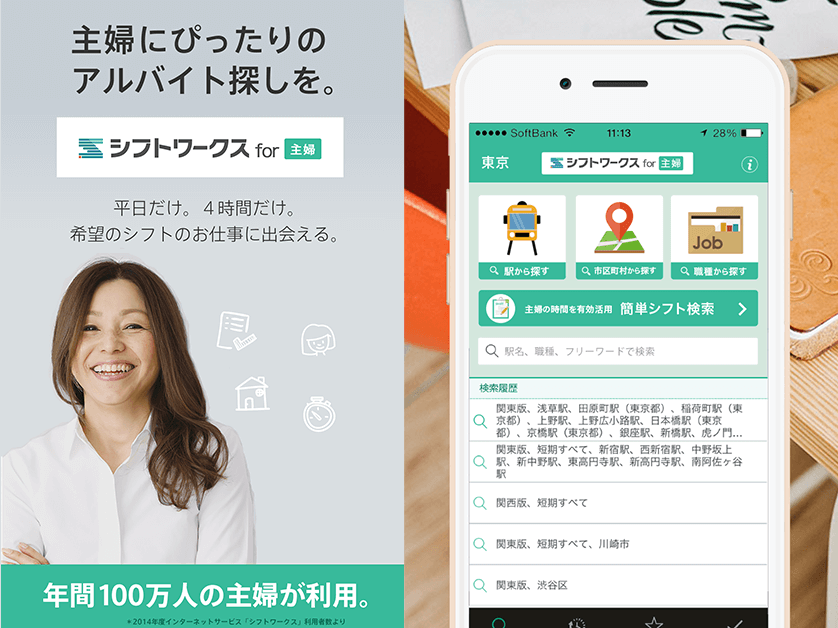 主婦にぴったりの
アルバイト探しを。
シフトワークス for 主婦
平日だけ。4時間だけ。
希望のシフトのお仕事に出会える。
年間100万人の主婦が利用。
*2014年度インターネットサービス「シフトワークス」利用者数より
SoftBank 11:13 28%
東京 シフトワークス for 主婦 i
Job
駅から探す 市区町村から探す 職種から探す
主婦の時間を有効活用 簡単シフト検索
駅名、職種、フリーワードで検索
検索履歴
関東版、浅草駅、田原町駅（東京都）、稲荷町駅（東
京都）、上野駅、上野広小路駅、日本橋駅（東京
都）、京橋駅（東京都）、銀座駅、新橋駅、虎ノ門...
関東版、短期すべて、新宿駅、西新宿駅、中野坂上
駅、新中野駅、東高円寺駅、新高円寺駅、南阿佐ヶ谷
駅
関西版、短期すべて
関東版、短期すべて、川崎市
関東版、渋谷区